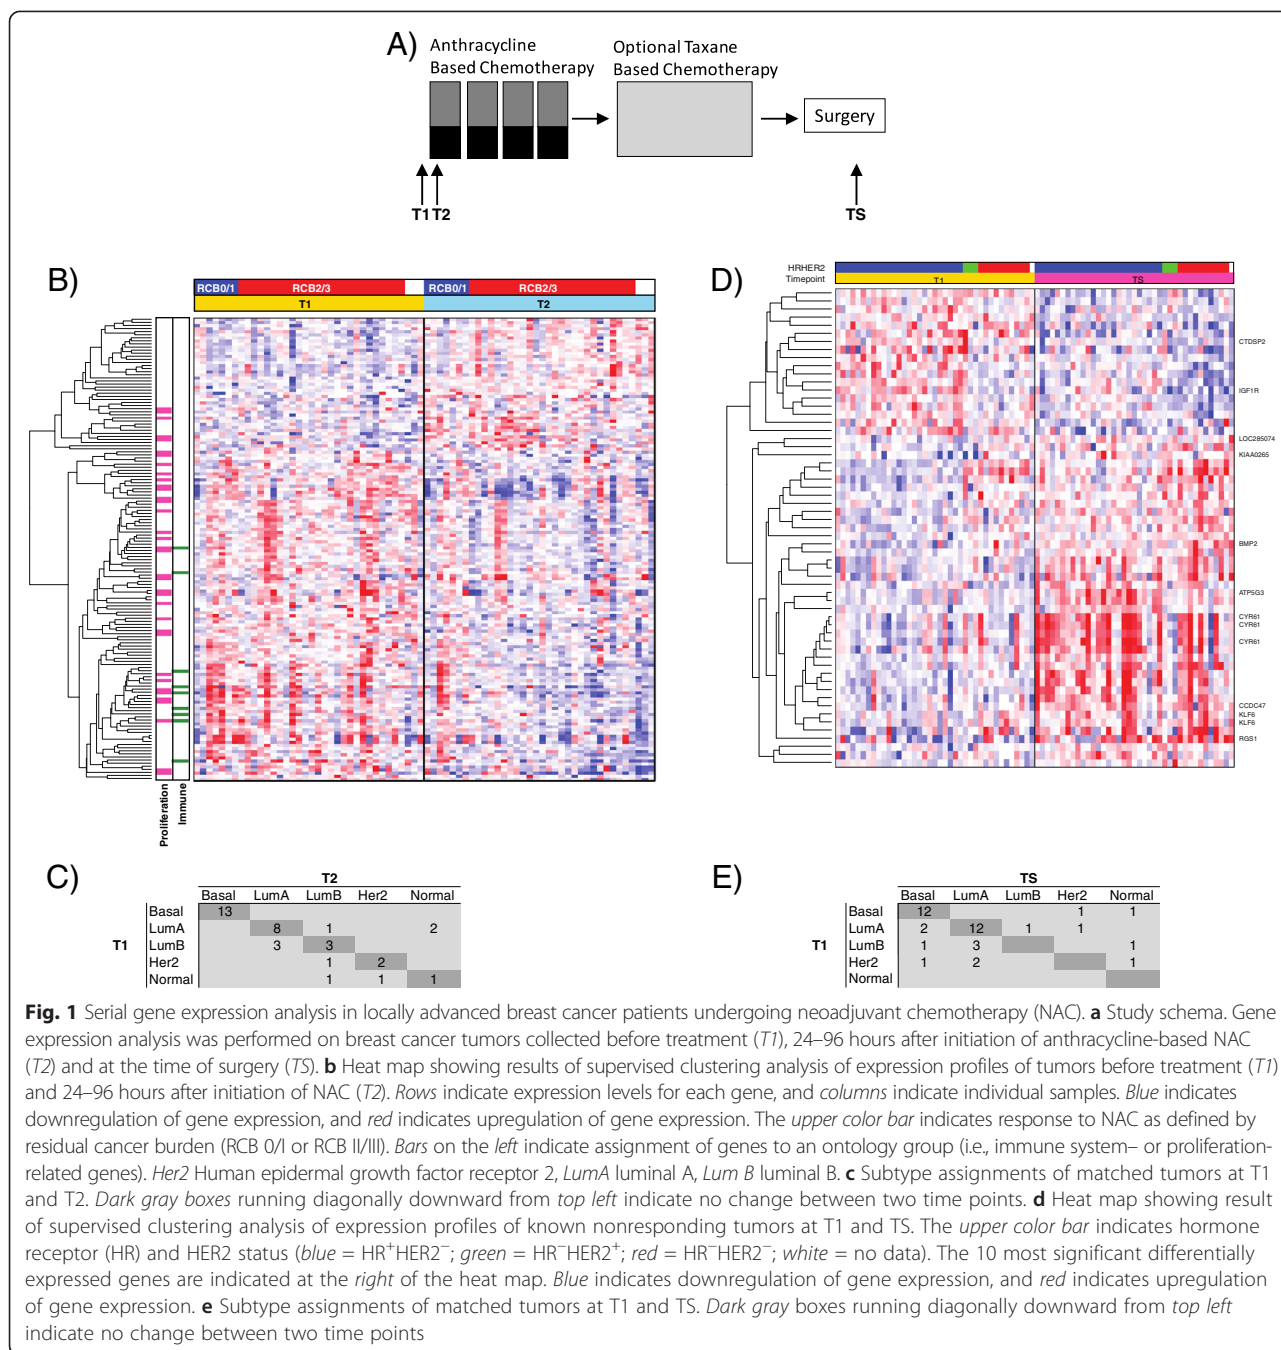 A)
Anthracycline
Based Chemotherapy
Optional Taxane
Based Chemotherapy
Surgery
T1 T2
TS
B)
RCB0/1 RCB2/3 RCB0/1 RCB2/3
T1 T2
Proliferation
Immune
D)
HRHER2
Timepoint
T1 TS
CTDSP2
IGF1R
LOC285074
KIAA0265
BMP2
ATP5G3
CYR61
CYR61
CYR61
CCDC47
KLF6
KLF6
RGS1
C)
T2
Basal LumA LumB Her2 Normal
Basal 13
LumA 8 1 2
T1 LumB 3 3
Her2 1 2
Normal 1 1 1
E)
TS
Basal LumA LumB Her2 Normal
Basal 12 1 1
LumA 2 12 1 1
T1 LumB 1 3 1
Her2 1 2 1
Normal
Fig. 1 Serial gene expression analysis in locally advanced breast cancer patients undergoing neoadjuvant chemotherapy (NAC). a Study schema. Gene
expression analysis was performed on breast cancer tumors collected before treatment (T1), 24–96 hours after initiation of anthracycline-based NAC
(T2) and at the time of surgery (TS). b Heat map showing results of supervised clustering analysis of expression profiles of tumors before treatment (T1)
and 24–96 hours after initiation of NAC (T2). Rows indicate expression levels for each gene, and columns indicate individual samples. Blue indicates
downregulation of gene expression, and red indicates upregulation of gene expression. The upper color bar indicates response to NAC as defined by
residual cancer burden (RCB 0/I or RCB II/III). Bars on the left indicate assignment of genes to an ontology group (i.e., immune system– or proliferation-
related genes). Her2 Human epidermal growth factor receptor 2, LumA luminal A, Lum B luminal B. c Subtype assignments of matched tumors at T1
and T2. Dark gray boxes running diagonally downward from top left indicate no change between two time points. d Heat map showing result
of supervised clustering analysis of expression profiles of known nonresponding tumors at T1 and TS. The upper color bar indicates hormone
receptor (HR) and HER2 status (blue = HR⁺HER2⁻; green = HR⁻HER2⁺; red = HR⁻HER2⁻; white = no data). The 10 most significant differentially
expressed genes are indicated at the right of the heat map. Blue indicates downregulation of gene expression, and red indicates upregulation
of gene expression. e Subtype assignments of matched tumors at T1 and TS. Dark gray boxes running diagonally downward from top left
indicate no change between two time points